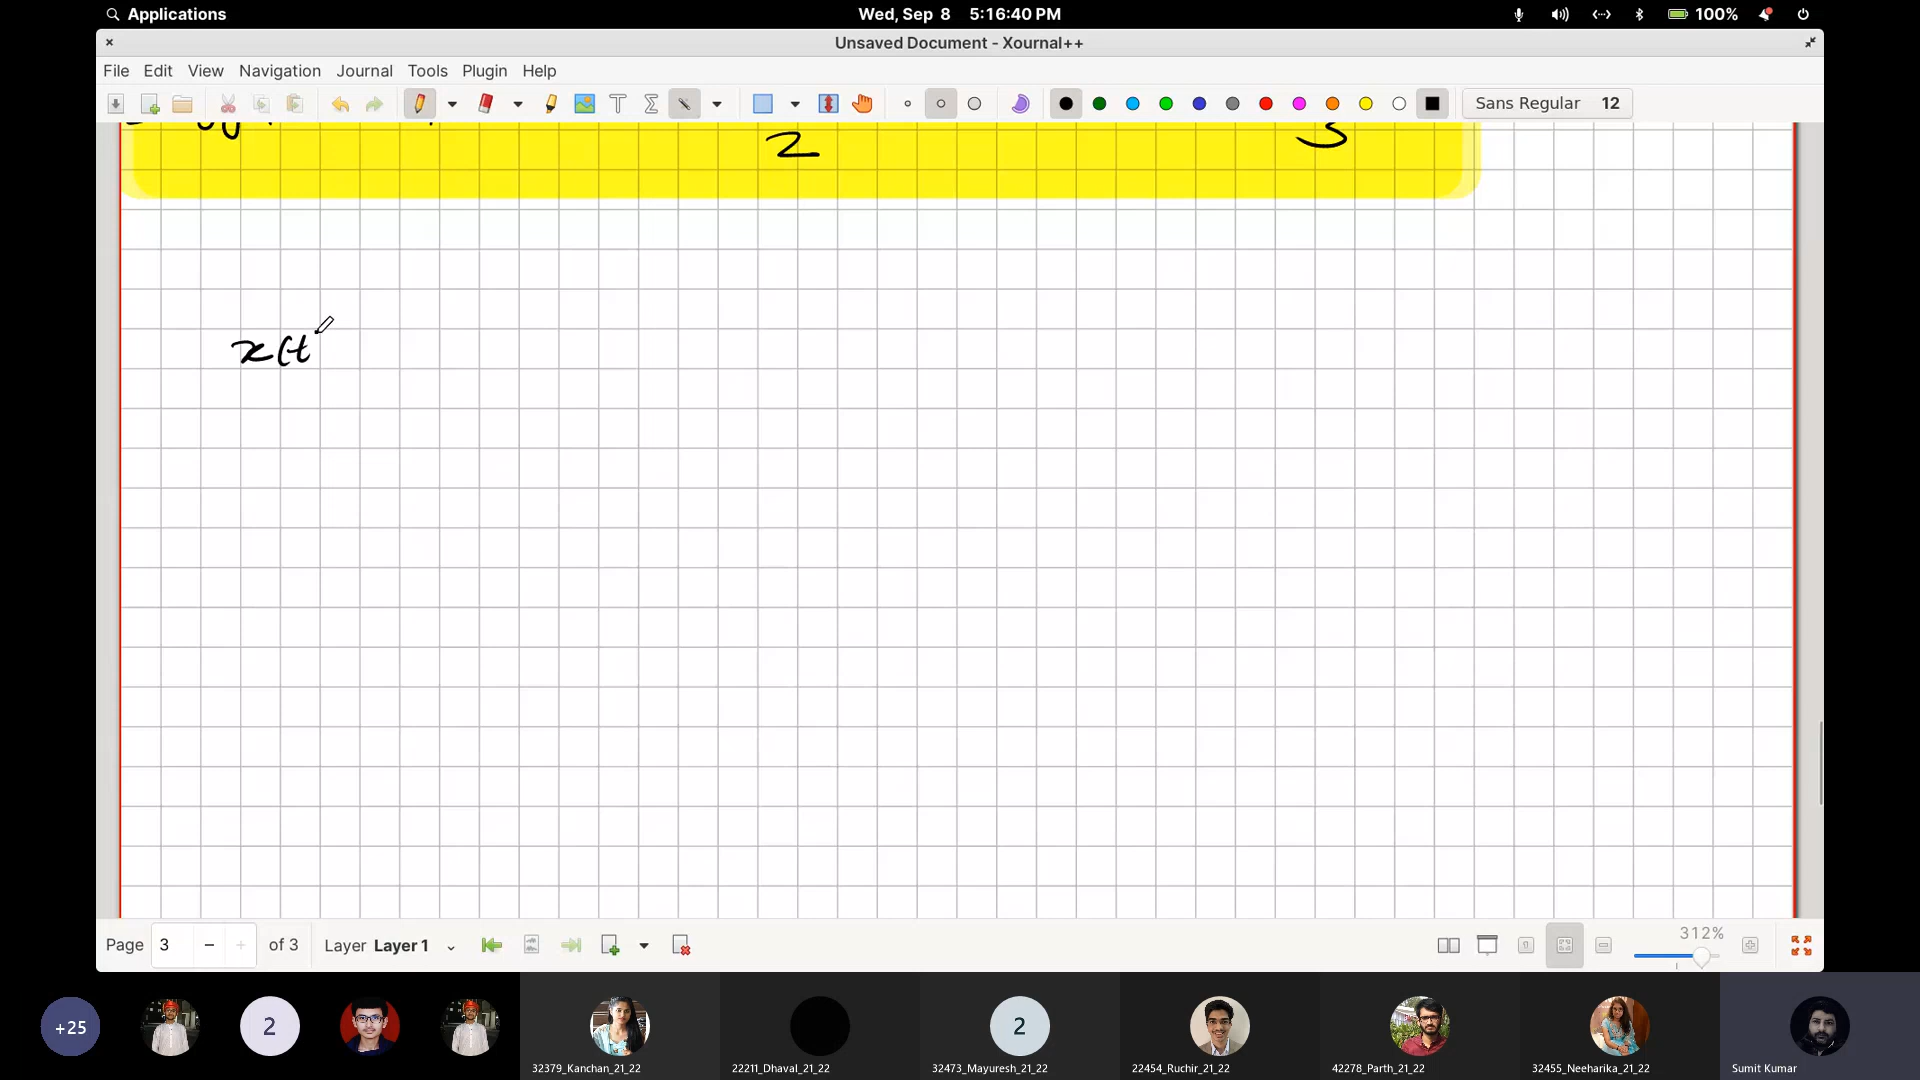 Applications
Wed, Sep 8 5:16:40 PM
100%
Unsaved Document - Xournal++
File Edit View Navigation Journal Tools Plugin Help
Sans Regular 12
2
x(t
Page 3 of 3 Layer Layer 1
312%
+25
2
2
32379_Kanchan_21_22
22211_Dhaval_21_22
32473_Mayuresh_21_22
22454_Ruchir_21_22
42278_Parth_21_22
32455_Neeharika_21_22
Sumit Kumar